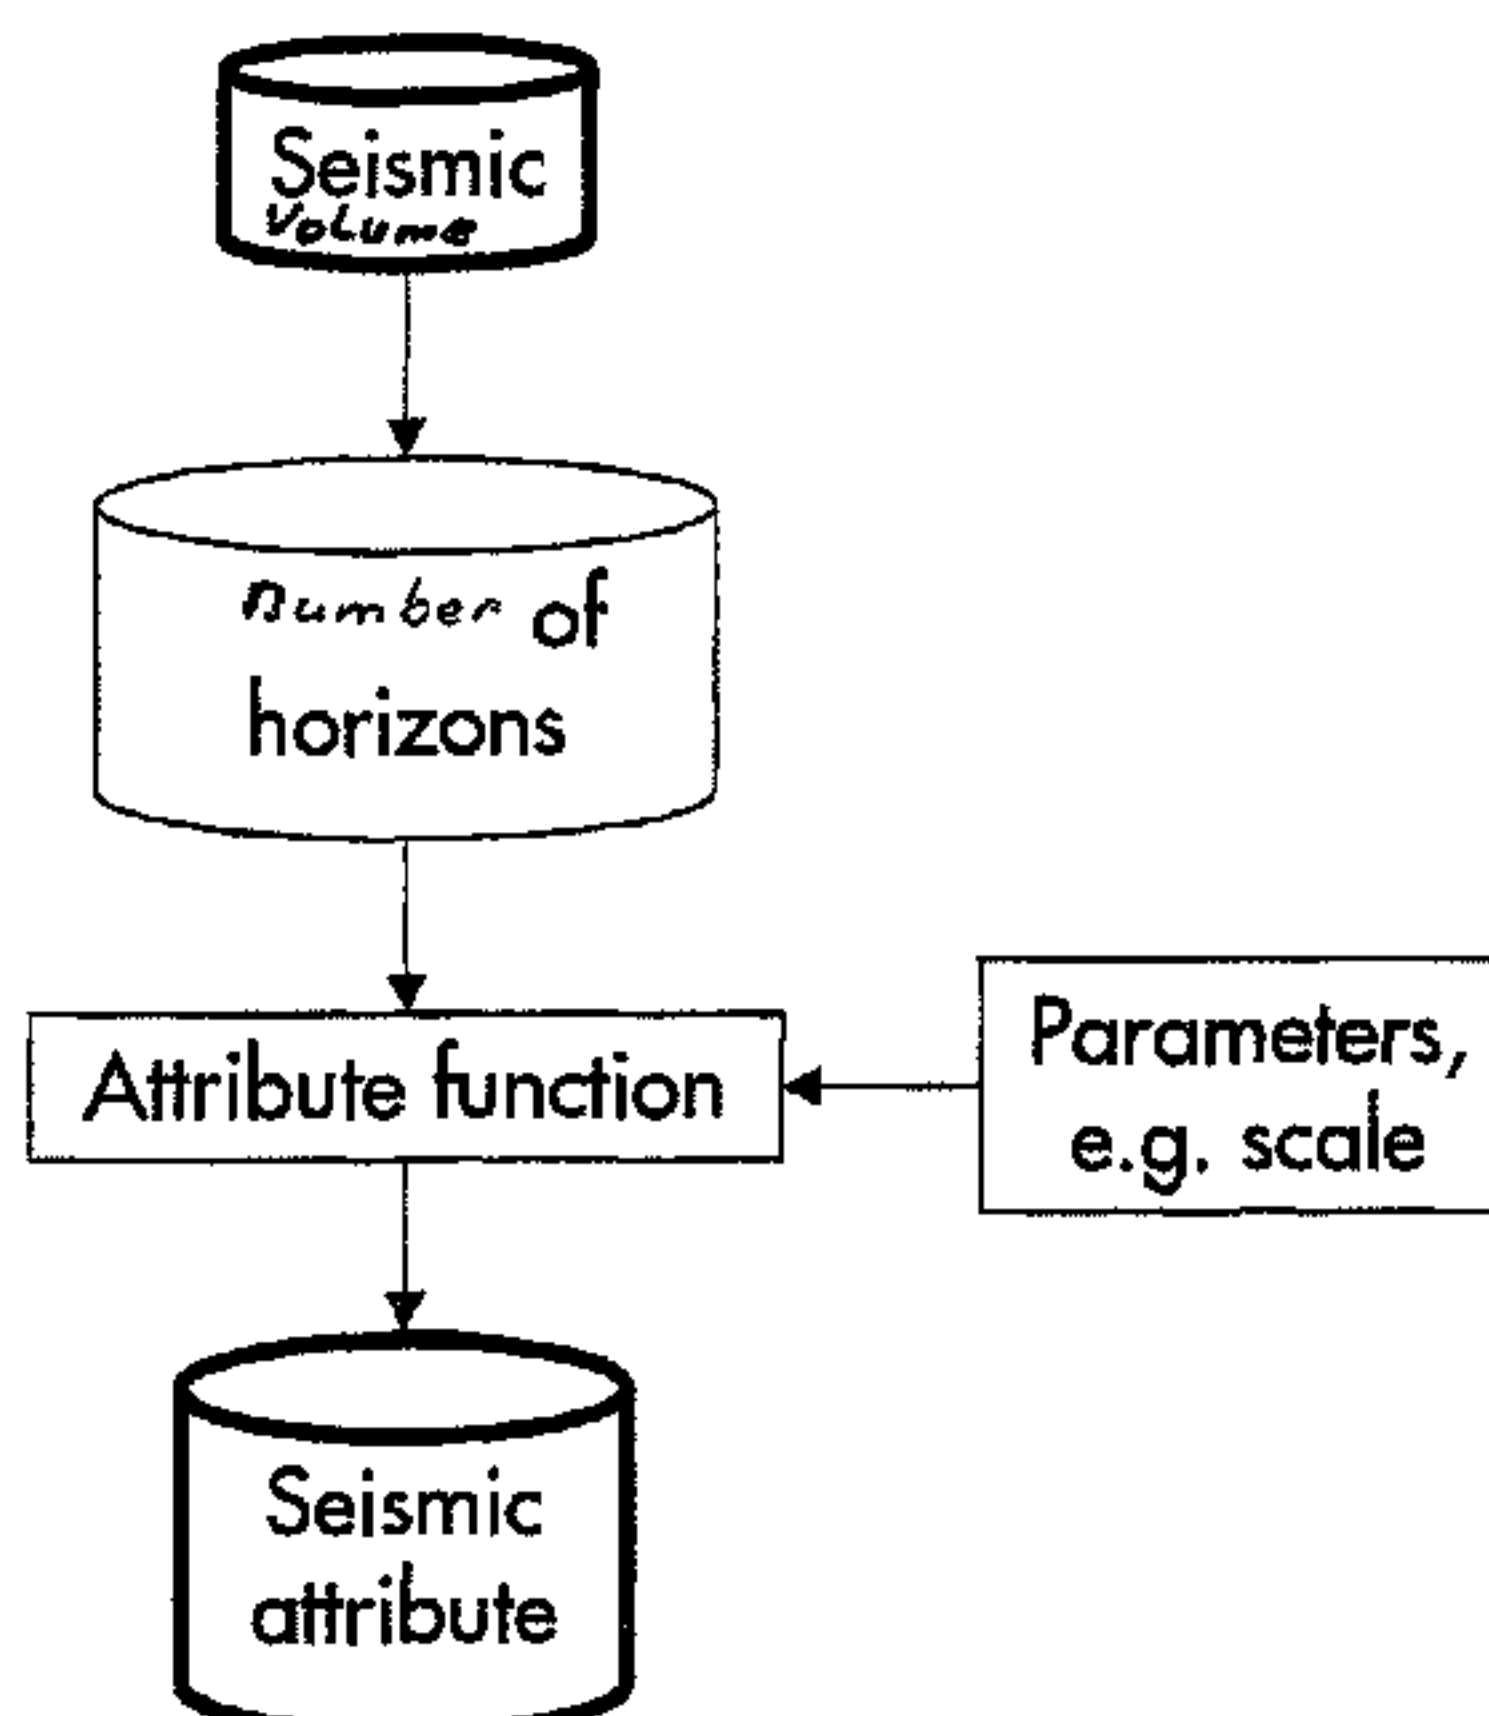 Seismic
Volume
number of
horizons
Attribute function
Parameters,
e.g. scale
Seismic
attribute